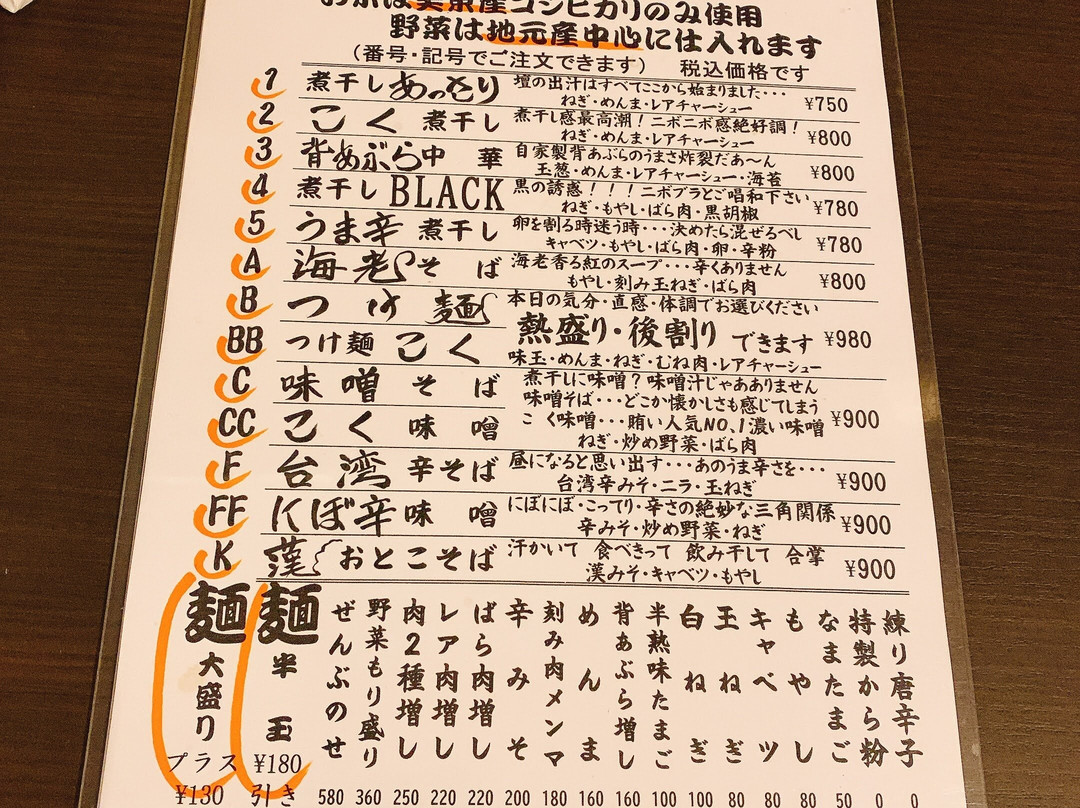 お米は美泉産コシヒカリのみ使用
野菜は地元産中心に仕入れます
(番号・記号でご注文できます) 税込価格です
1 煮干しあっさり 壇の出汁はすべてここから始まりました・・・
ねぎ・めんま・レアチャーシュー ¥750
2 こく煮干し 煮干し感最高潮！ニボニボ感絶好調！
ねぎ・めんま・レアチャーシュー ¥800
3 背あぶら中華 自家製背あぶらのうまさ炸裂だあ〜ん
玉葱・めんま・レアチャーシュー・海苔 ¥800
4 煮干しBLACK 黒の誘惑！！！ニボブラとご唱和下さい
ねぎ・もやし・ばら肉・黒胡椒 ¥780
5 うま辛煮干し 卵を割る時迷う時・・・決めたら混ぜるべし
キャベツ・もやし・ばら肉・卵・辛粉 ¥780
A 海老そば 海老香る紅のスープ・・・辛くありません
もやし・刻み玉ねぎ・ばら肉 ¥800
B つけ麺 本日の気分・直感・体調でお選びください
熱盛り・後割りできます ¥980
BB つけ麺こく 味玉・めんま・ねぎ・むね肉・レアチャーシュー
C 味噌そば 煮干しに味噌？味噌汁じゃあありません
味噌そば・・・どこか懐かしさも感じてしまう
CC こく味噌 こく味噌・・・賄い人気NO、1濃い味噌 ¥900
ねぎ・炒め野菜・ばら肉
F 台湾辛そば 昼になると思い出す・・・あのうま辛さを・・・
台湾辛みそ・ニラ・玉ねぎ ¥900
FF にぼ辛味噌 にぼにぼ・こってり・辛さの絶妙な三角関係
辛みそ・炒め野菜・ねぎ ¥900
K 漢おとこそば 汗かいて 食べきって 飲み干して 合掌
漢みそ・キャベツ・もやし ¥900
麺大盛り プラス ¥130
麺半玉 ¥180 引き
ぜんぶのせ 580
野菜もり盛り 360
肉2種増し 250
レア肉増し 220
ばら肉増し 220
辛みそ 200
刻み肉メンマ 180
めんま 160
背あぶら増し 160
半熟味たまご 100
白ねぎ 100
玉ねぎ 80
キャベツ 80
もやし 80
なまたまご 50
特製から粉 0
練り唐辛子 0